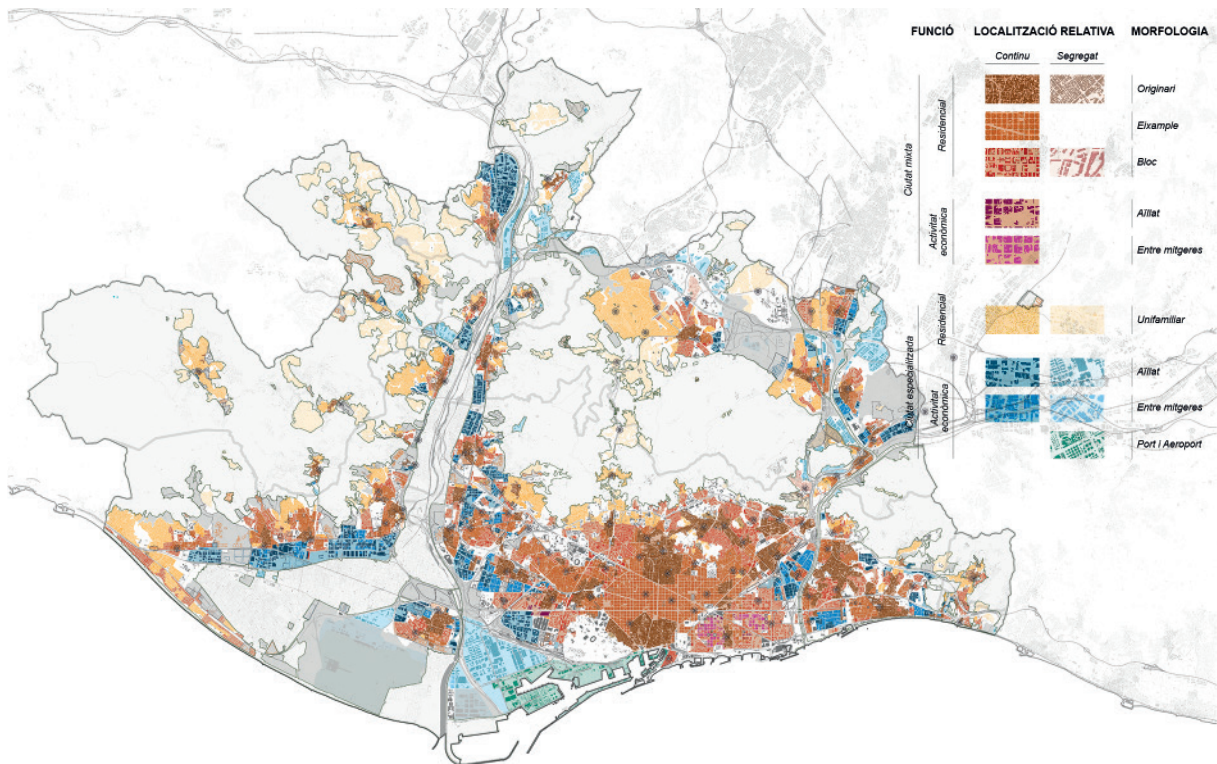 FUNCIÓ LOCALITZACIÓ RELATIVA MORFOLOGIA
Continu Segregat
Ciutat mixta
Residencial
Originari
Eixample
Bloc
Activitat
econòmica
Aïllat
Entre mitgeres
Ciutat especialitzada
Residencial
Unifamiliar
Activitat
econòmica
Aïllat
Entre mitgeres
Port i Aeroport